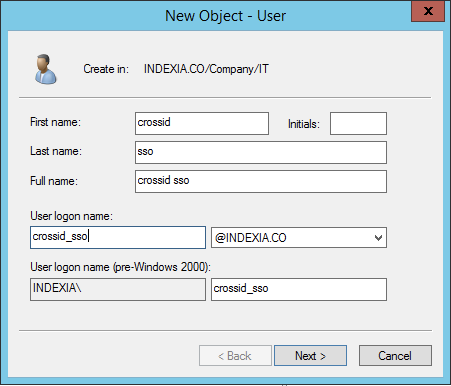 New Object - User
x
Create in: INDEXIA.CO/Company/IT
First name: crossid Initials:
Last name: sso
Full name: crossid sso
User logon name:
crossid_sso @INDEXIA.CO
User logon name (pre-Windows 2000):
INDEXIA\ crossid_sso
< Back Next > Cancel